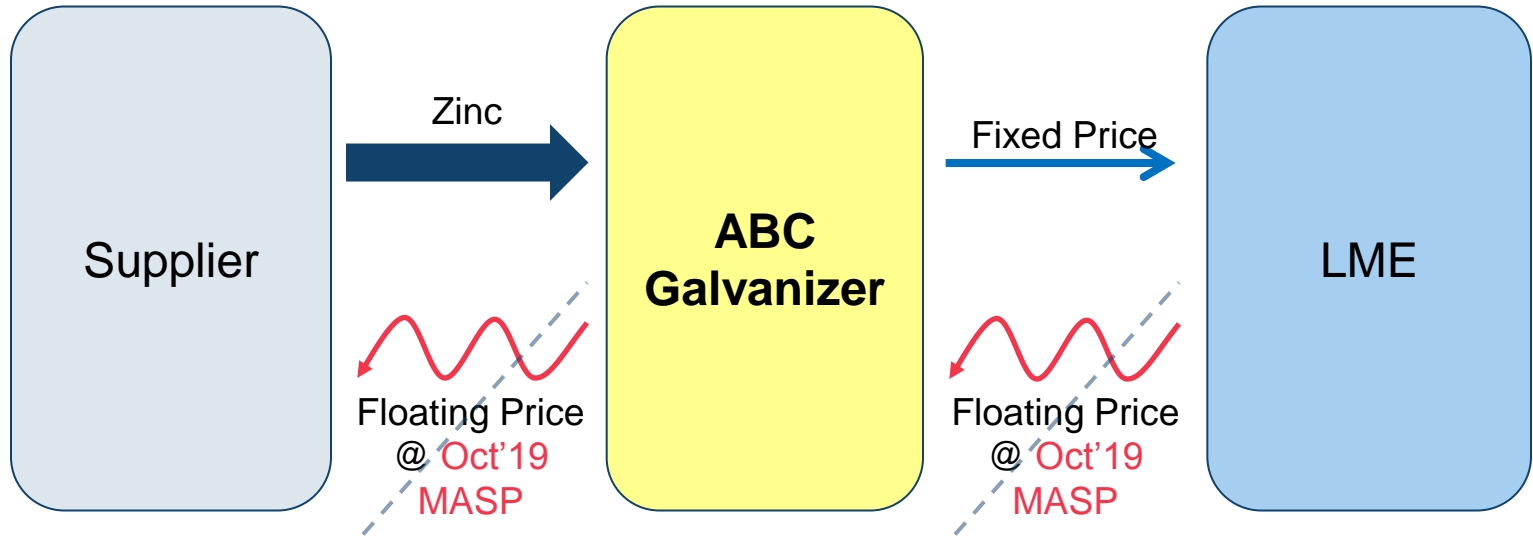 Supplier
Zinc
Floating Price
@ Oct’19
MASP
ABC
Galvanizer
Fixed Price
Floating Price
@ Oct’19
MASP
LME